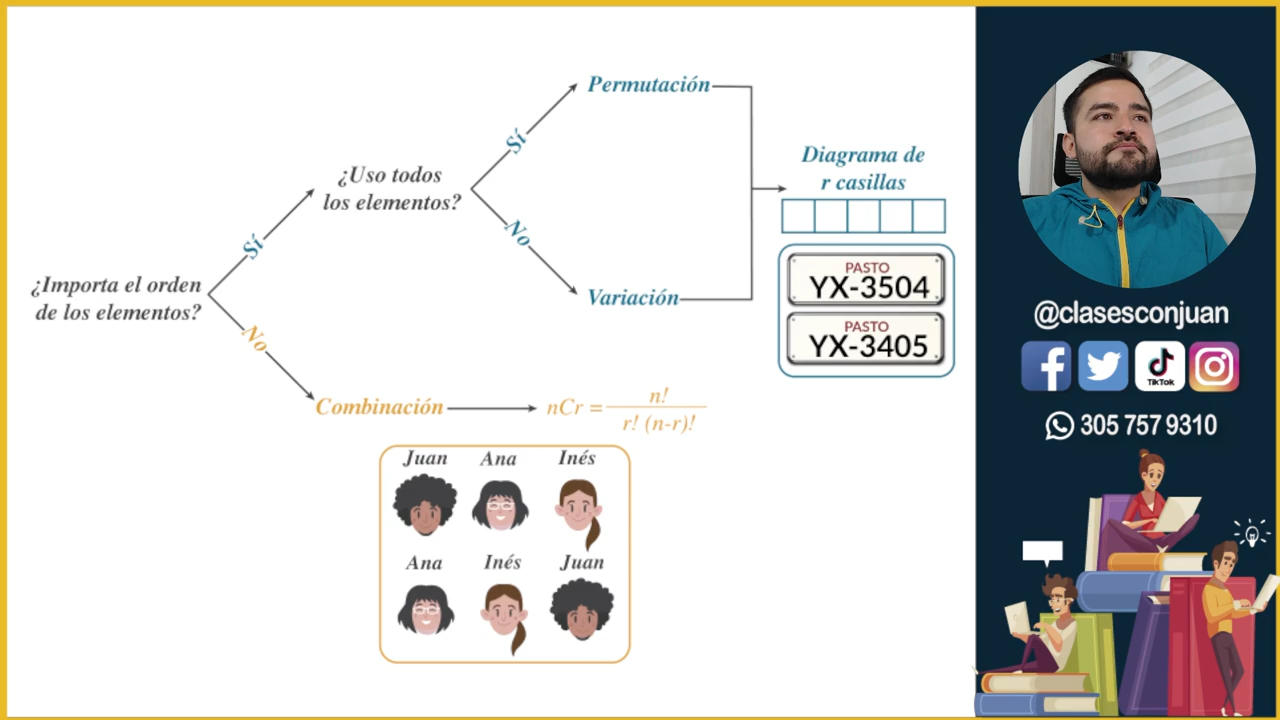 ¿Importa el orden
de los elementos?
Sí
No
¿Uso todos
los elementos?
Sí
No
Permutación
Variación
Diagrama de
r casillas
PASTO
YX-3504
PASTO
YX-3405
Combinación
nCr = n!
r! (n-r)!
Juan Ana Inés
Ana Inés Juan
@clasesconjuan
TikTok
305 757 9310